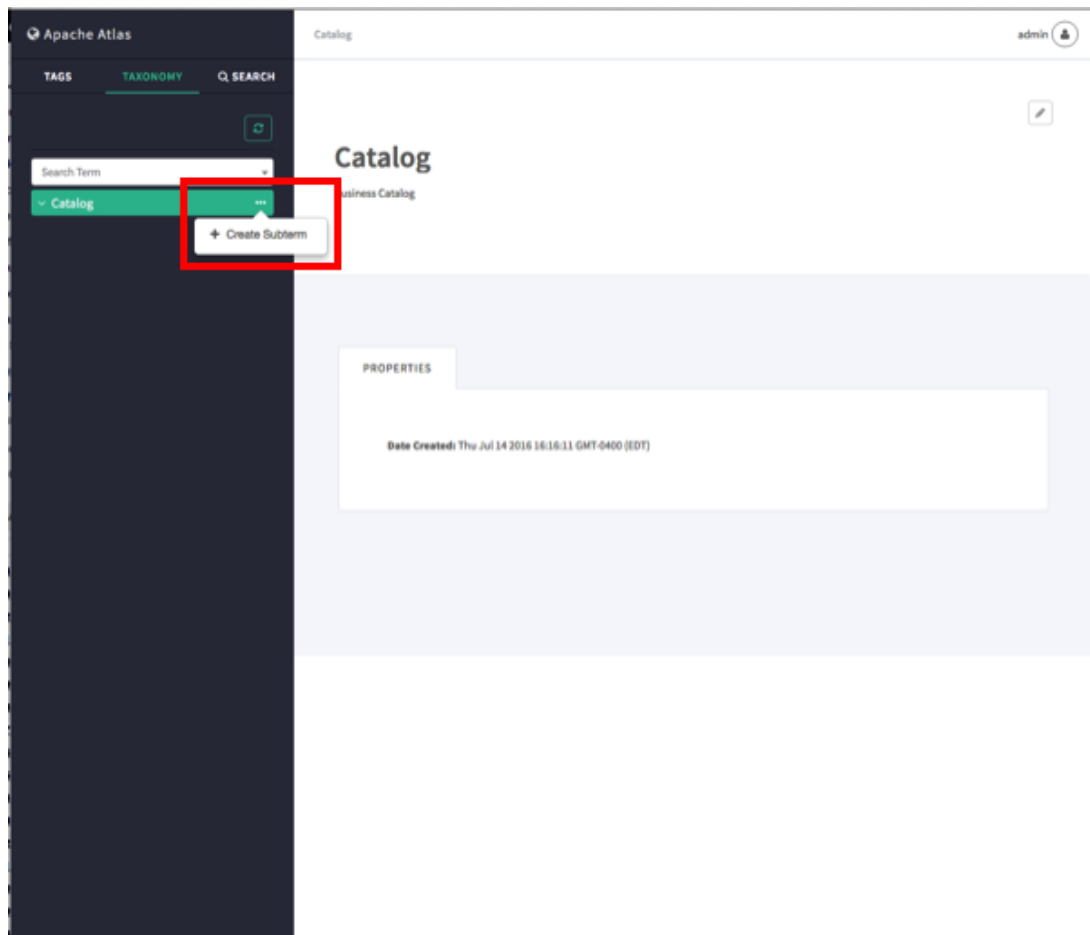 Apache Atlas
TAGS TAXONOMY SEARCH
Search Term
Catalog
+ Create Subterm
Catalog
admin
Catalog
Business Catalog
PROPERTIES
Date Created: Thu Jul 14 2016 16:16:11 GMT-0400 (EDT)